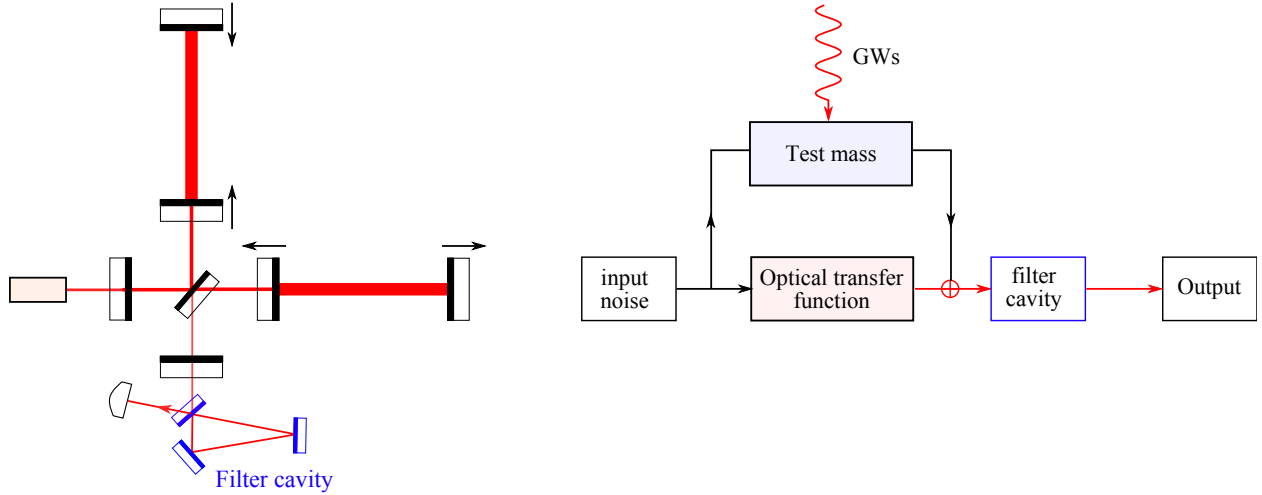 Filter cavity
GWs
Test mass
input
noise
Optical transfer
function
filter
cavity
Output